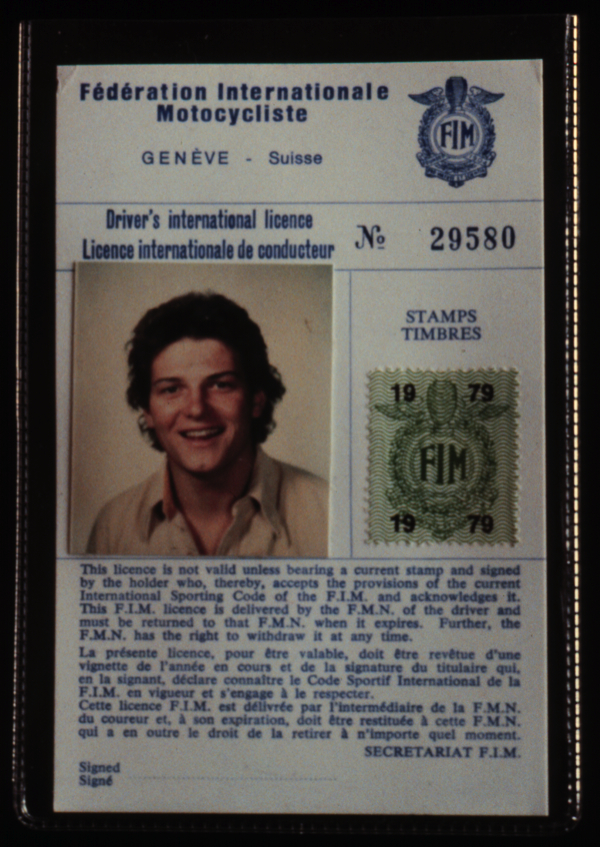 Fédération Internationale
Motocycliste
GENÈVE - Suisse
FIM
Driver's international licence
Licence internationale de conducteur
No 29580
STAMPS
TIMBRES
19 79
FIM
19 79
This licence is not valid unless bearing a current stamp and signed
by the holder who, thereby, accepts the provisions of the current
International Sporting Code of the F.I.M. and acknowledges it.
This F.I.M. licence is delivered by the F.M.N. of the driver and
must be returned to that F.M.N. when it expires. Further, the
F.M.N. has the right to withdraw it at any time.
La présente licence, pour être valable, doit être revêtue d'une
vignette de l'année en cours et de la signature du titulaire qui,
en la signant, déclare connaître le Code Sportif International de la
F.I.M. en vigueur et s'engage à le respecter.
Cette licence F.I.M. est délivrée par l'intermédiaire de la F.M.N.
du coureur et, à son expiration, doit être restituée à cette F.M.N.
qui a en outre le droit de la retirer à n'importe quel moment.
SECRETARIAT F.I.M.
Signed
Signé